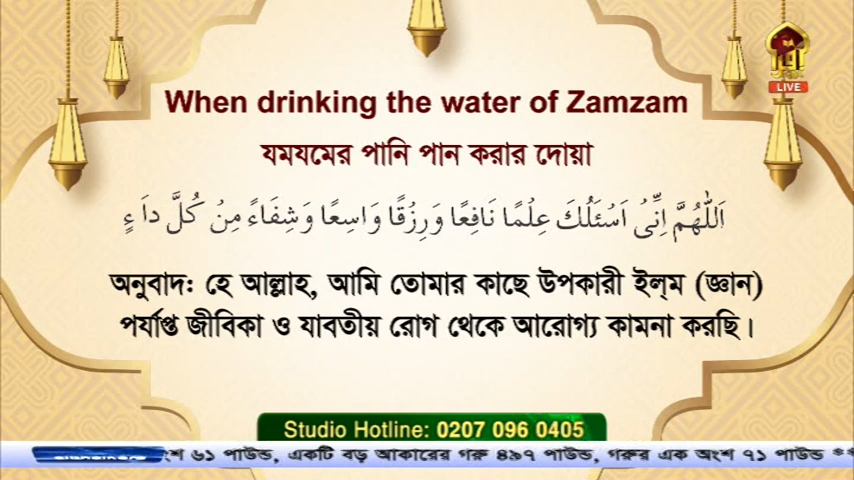 LIVE
When drinking the water of Zamzam
যমযমের পানি পান করার দোয়া
اَللّٰهُمَّ اِنِّىْ اَسْئَلُكَ عِلْمًا نَافِعًا وَرِزْقًا وَاسِعًا وَشِفَاءً مِنْ كُلَّ دَاءٍ
অনুবাদ: হে আল্লাহ, আমি তোমার কাছে উপকারী ইল্‌ম (জ্ঞান)
পর্যাপ্ত জীবিকা ও যাবতীয় রোগ থেকে আরোগ্য কামনা করছি।
Studio Hotline: 0207 096 0405
৬১ পাউন্ড, একটি বড় আকারের গরু ৪৯৭ পাউন্ড, গরুর এক অংশ ৭১ পাউন্ড **